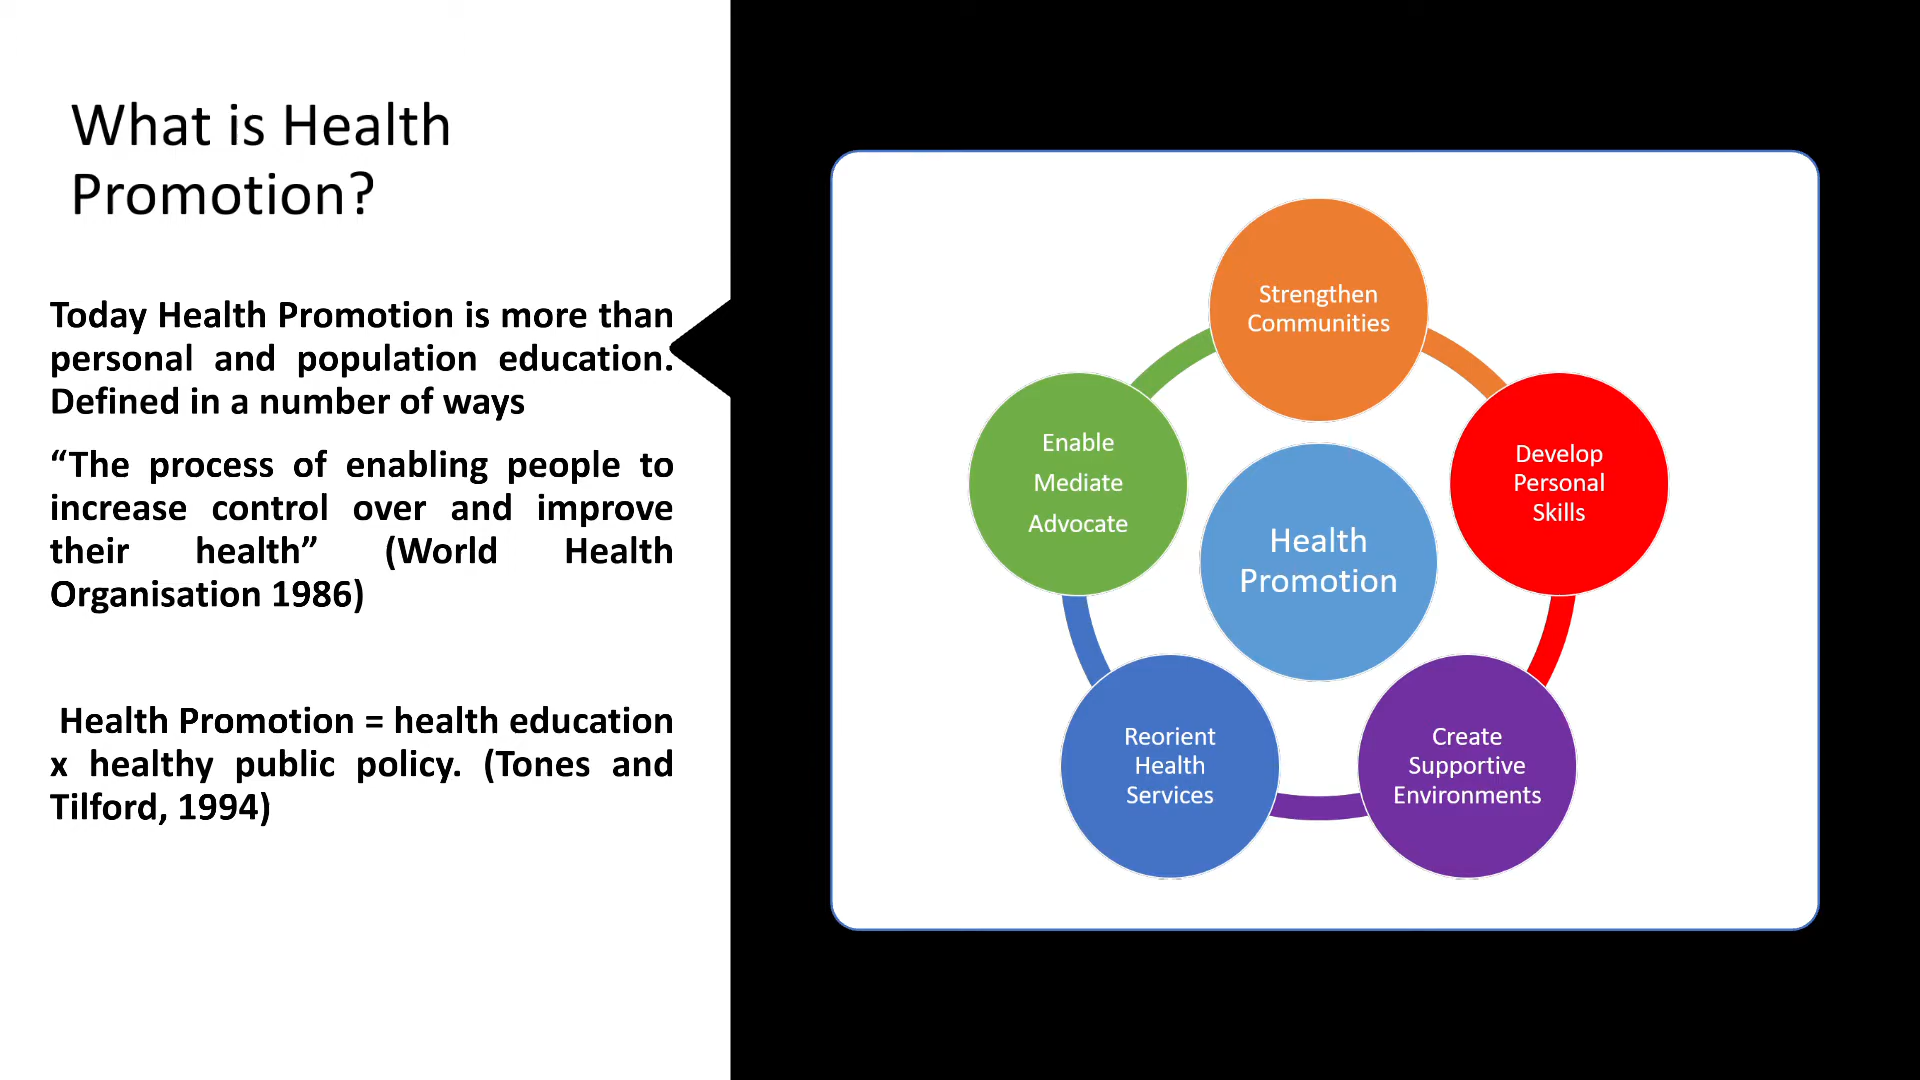 What is Health
Promotion?
Today Health Promotion is more than
personal and population education.
Defined in a number of ways
“The process of enabling people to
increase control over and improve
their health” (World Health
Organisation 1986)
Health Promotion = health education
x healthy public policy. (Tones and
Tilford, 1994)
Strengthen
Communities
Develop
Personal
Skills
Create
Supportive
Environments
Reorient
Health
Services
Enable
Mediate
Advocate
Health
Promotion